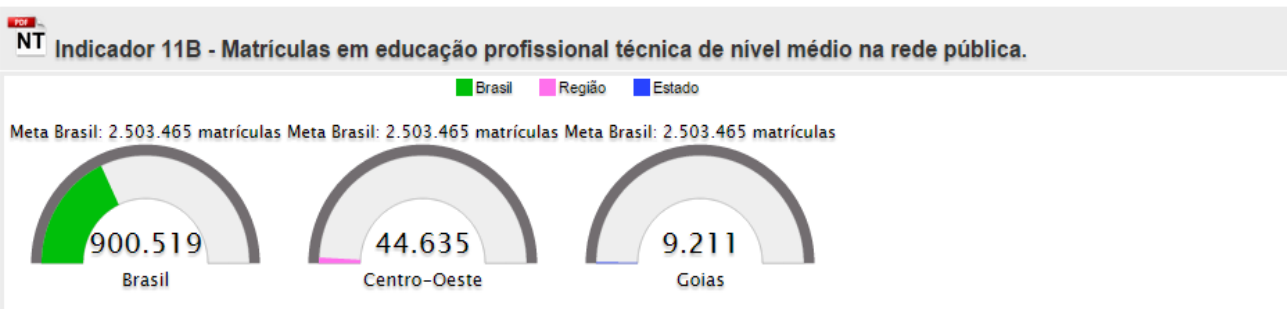 PDF
NT
Indicador 11B - Matrículas em educação profissional técnica de nível médio na rede pública.
Brasil Região Estado
Meta Brasil: 2.503.465 matrículas Meta Brasil: 2.503.465 matrículas Meta Brasil: 2.503.465 matrículas
900.519 44.635 9.211
Brasil Centro-Oeste Goias